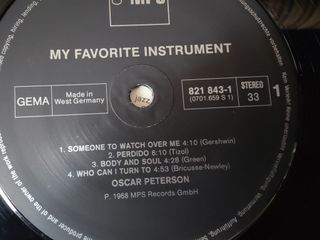 MPS
MY FAVORITE INSTRUMENT
GEMA
Made in
West Germany
jazz
821 843-1
(0701.659 S1)
STEREO
33
1
1. SOMEONE TO WATCH OVER ME 4:10 (Gershwin)
2. PERDIDO 6:10 (Tizol)
3. BODY AND SOUL 4:28 (Green)
4. WHO CAN I TURN TO 4:53 (Bricusse-Newley)
OSCAR PETERSON
P. 1968 MPS Records GmbH